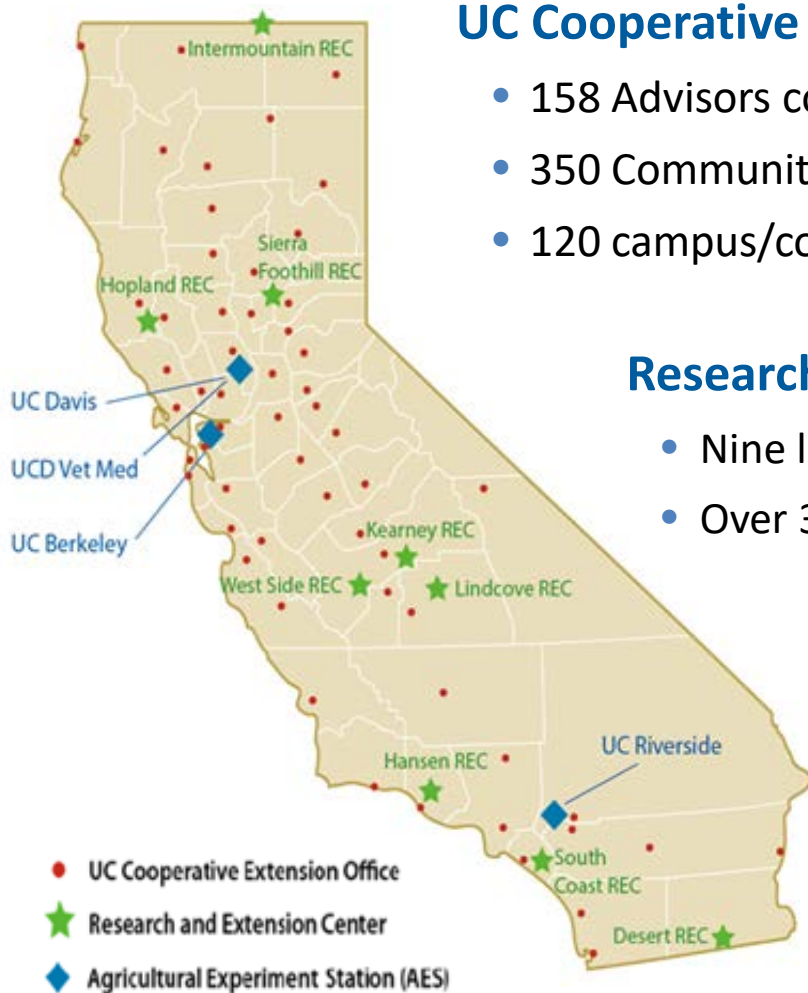 UC Cooperative
• 158 Advisors co
• 350 Communit
• 120 campus/co
Research
• Nine l
• Over 3
Intermountain REC
Sierra
Foothill REC
Hopland REC
UC Davis
UCD Vet Med
UC Berkeley
Kearney REC
West Side REC
Lindcove REC
UC Riverside
Hansen REC
South
Coast REC
Desert REC
UC Cooperative Extension Office
Research and Extension Center
Agricultural Experiment Station (AES)